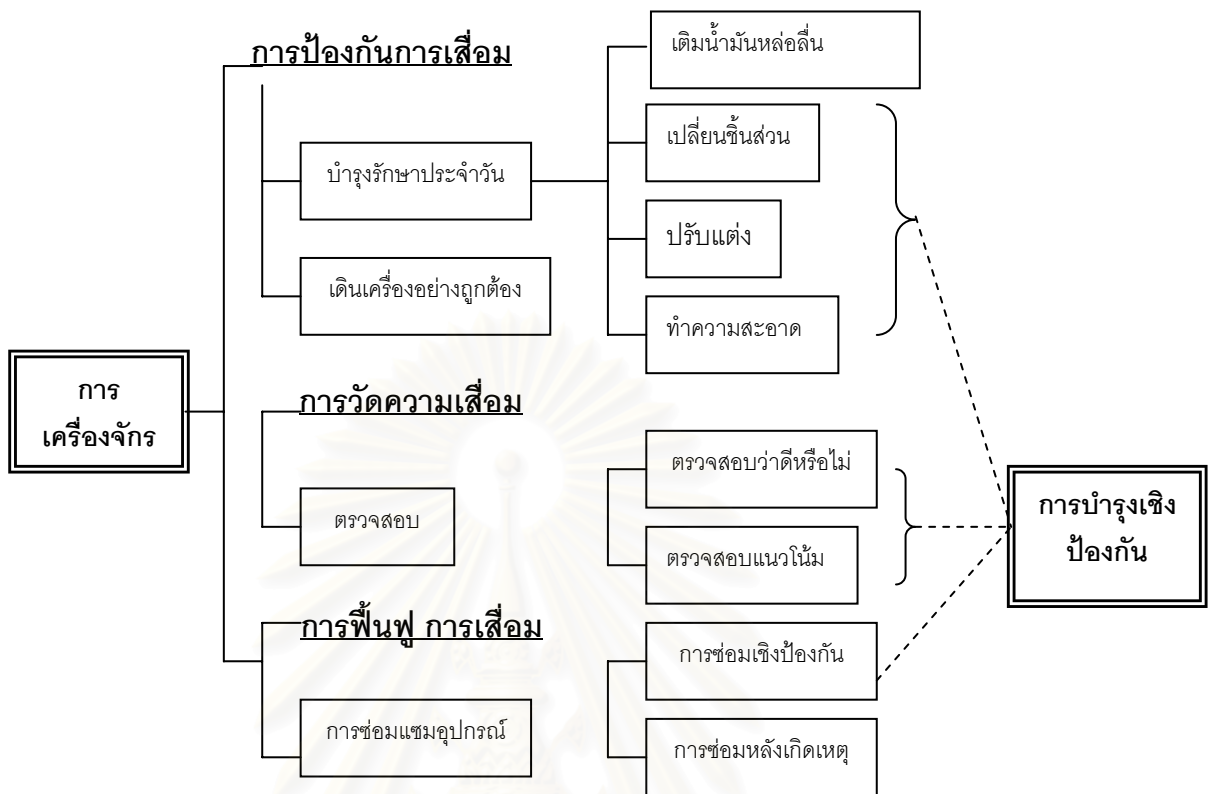 การป้องกันการเสื่อม
เติมน้ำมันหล่อลื่น
เปลี่ยนชิ้นส่วน
บำรุงรักษาประจำวัน
ปรับแต่ง
เดินเครื่องอย่างถูกต้อง
ทำความสะอาด
การ
เครื่องจักร
การวัดความเสื่อม
ตรวจสอบว่าดีหรือไม่
ตรวจสอบ
ตรวจสอบแนวโน้ม
การบำรุงเชิง
ป้องกัน
การฟื้นฟู การเสื่อม
การซ่อมเชิงป้องกัน
การซ่อมแซมอุปกรณ์
การซ่อมหลังเกิดเหตุ